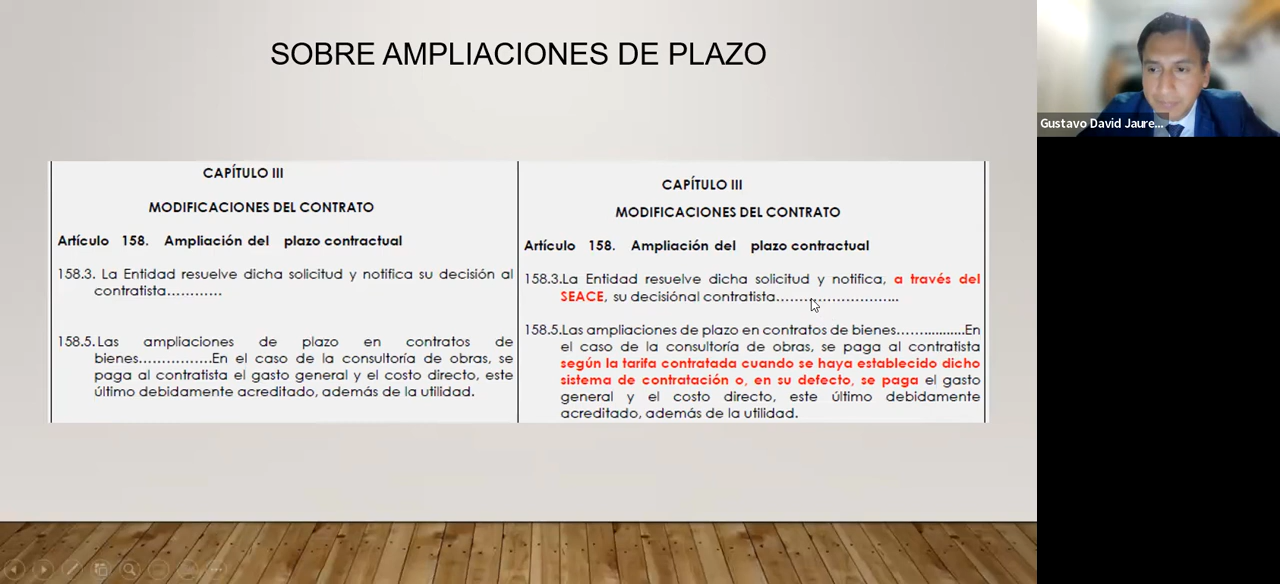 SOBRE AMPLIACIONES DE PLAZO
CAPÍTULO III
MODIFICACIONES DEL CONTRATO
Artículo 158. Ampliación del plazo contractual
158.3. La Entidad resuelve dicha solicitud y notifica su decisión al
contratista…………
158.5. Las ampliaciones de plazo en contratos de
bienes……………En el caso de la consultoría de obras, se
paga al contratista el gasto general y el costo directo, este
último debidamente acreditado, además de la utilidad.
CAPÍTULO III
MODIFICACIONES DEL CONTRATO
Artículo 158. Ampliación del plazo contractual
158.3.La Entidad resuelve dicha solicitud y notifica, a través del
SEACE, su decisiónal contratista……………………...
158.5.Las ampliaciones de plazo en contratos de bienes……...........En
el caso de la consultoría de obras, se paga al contratista
según la tarifa contratada cuando se haya establecido dicho
sistema de contratación o, en su defecto, se paga el gasto
general y el costo directo, este último debidamente
acreditado, además de la utilidad.
Gustavo David Jaure...